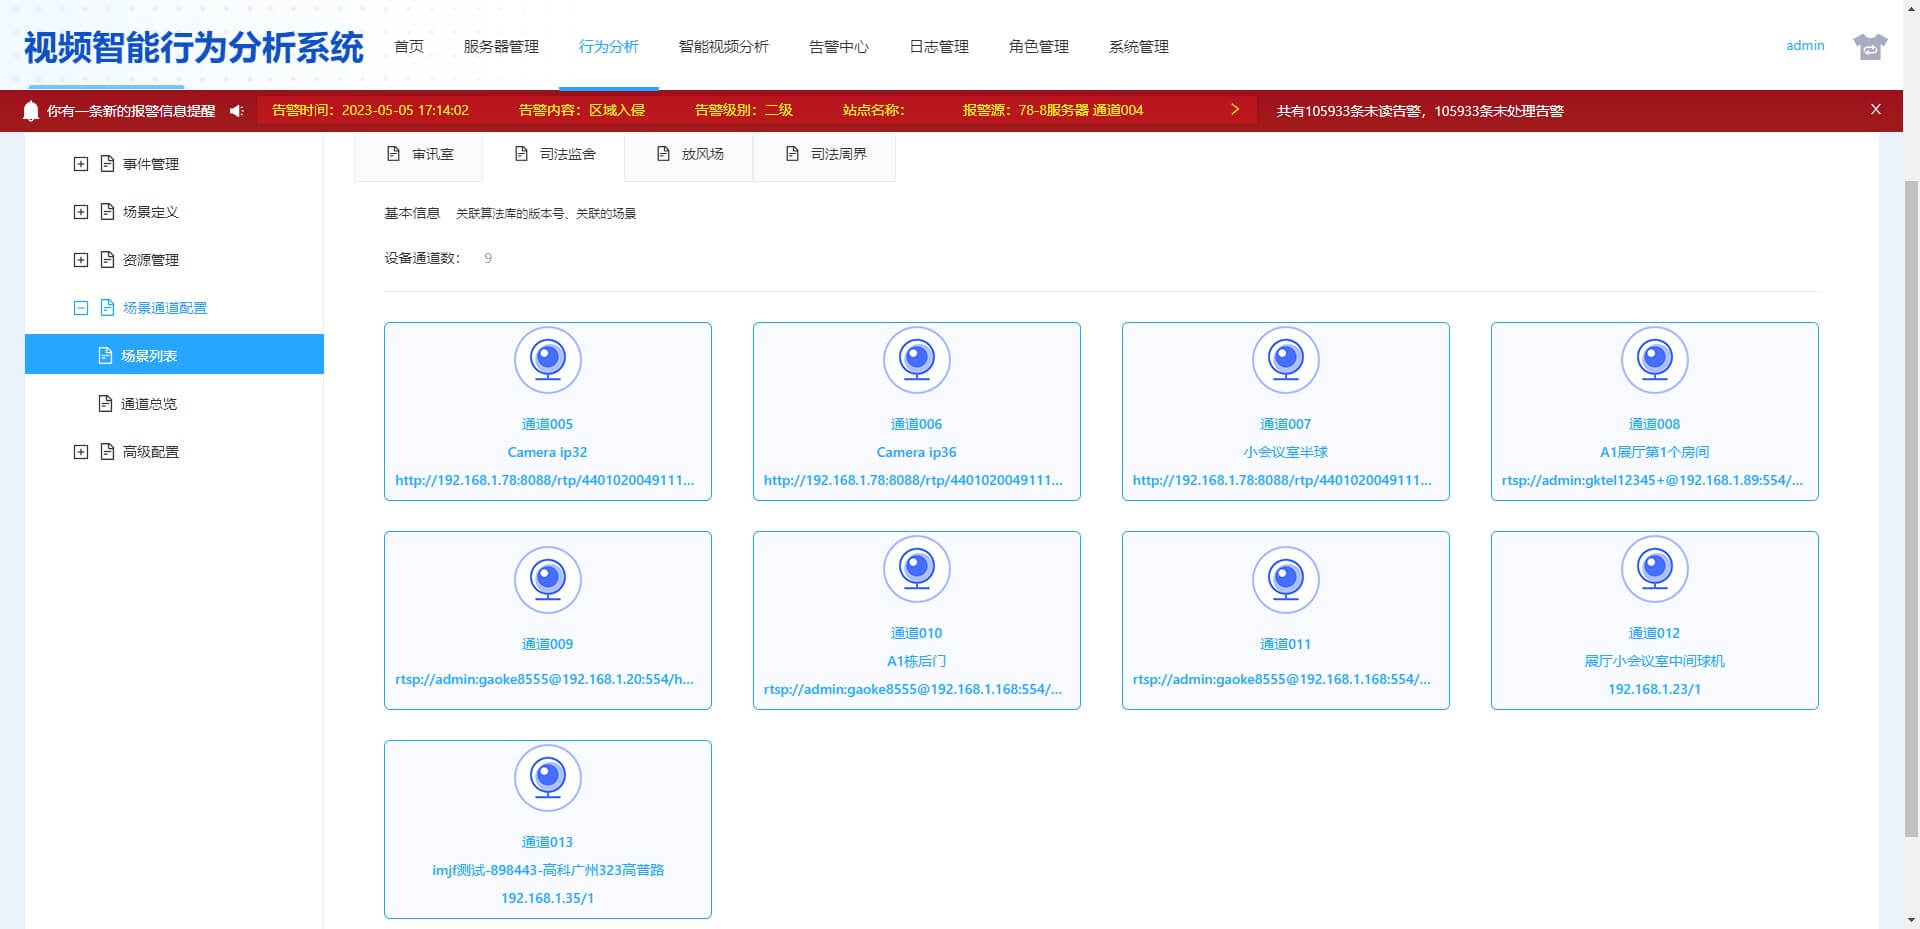 视频智能行为分析系统
首页 服务器管理 行为分析 智能视频分析 告警中心 日志管理 角色管理 系统管理
admin
你有一条新的报警信息提醒 告警时间：2023-05-05 17:14:02 告警内容：区域入侵 告警级别：二级 站点名称： 报警源：78-8服务器 通道004 > 共有105933条未读告警，105933条未处理告警 X
事件管理
场景定义
资源管理
场景通道配置
场景列表
通道总览
高级配置
审讯室 司法监舍 放风场 司法周界
基本信息 关联算法库的版本号、关联的场景
设备通道数： 9
通道005
Camera ip32
http://192.168.1.78:8088/rtp/4401020049111...
通道006
Camera ip36
http://192.168.1.78:8088/rtp/4401020049111...
通道007
小会议室半球
http://192.168.1.78:8088/rtp/4401020049111...
通道008
A1展厅第1个房间
rtsp://admin:gktel12345+@192.168.1.89:554/...
通道009
rtsp://admin:gaoke8555@192.168.1.20:554/h...
通道010
A1栋后门
rtsp://admin:gaoke8555@192.168.1.168:554/...
通道011
rtsp://admin:gaoke8555@192.168.1.168:554/...
通道012
展厅小会议室中间球机
192.168.1.23/1
通道013
imjf测试-898443-高科广州323高普路
192.168.1.35/1